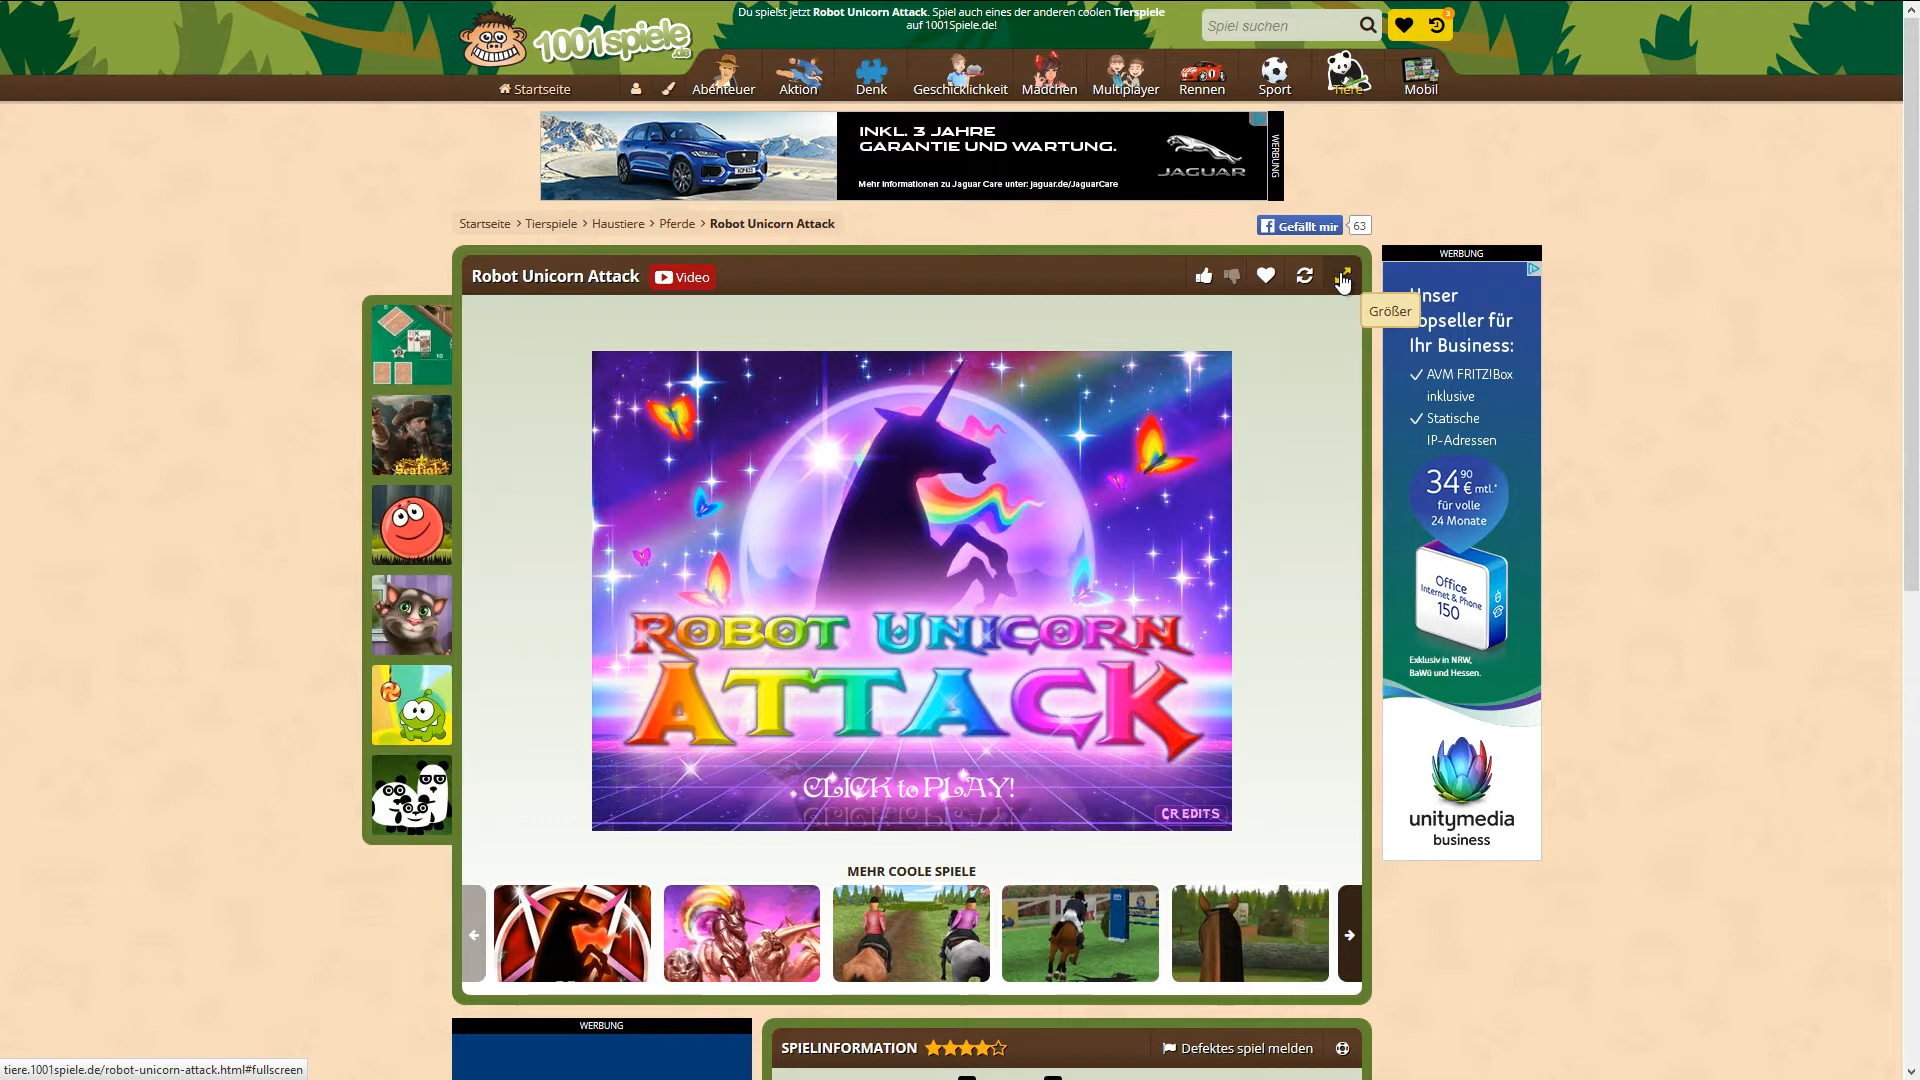 Du spielst jetzt Robot Unicorn Attack. Spiel auch eines der anderen coolen Tierspiele
auf 1001Spiele.de!
1001spiele
Spiel suchen
3
Startseite
Abenteuer
Aktion
Denk
Geschicklichkeit
Mädchen
Multiplayer
Rennen
Sport
Tiere
Mobil
INKL. 3 JAHRE
GARANTIE UND WARTUNG.
Mehr Informationen zu Jaguar Care unter: jaguar.de/JaguarCare
JAGUAR
WERBUNG
Startseite > Tierspiele > Haustiere > Pferde > Robot Unicorn Attack
Gefällt mir
63
Robot Unicorn Attack
Video
Größer
ROBOT UNICORN
ATTACK
CLICK to PLAY!
CREDITS
MEHR COOLE SPIELE
WERBUNG
nser
opseller für
Ihr Business:
AVM FRITZ!Box
inklusive
Statische
IP-Adressen
34,90
€ mtl.*
für volle
24 Monate
Office
Internet & Phone
150
Exklusiv in NRW,
BaWü und Hessen.
unitymedia
business
WERBUNG
SPIELINFORMATION
Defektes spiel melden
tiere.1001spiele.de/robot-unicorn-attack.html#fullscreen